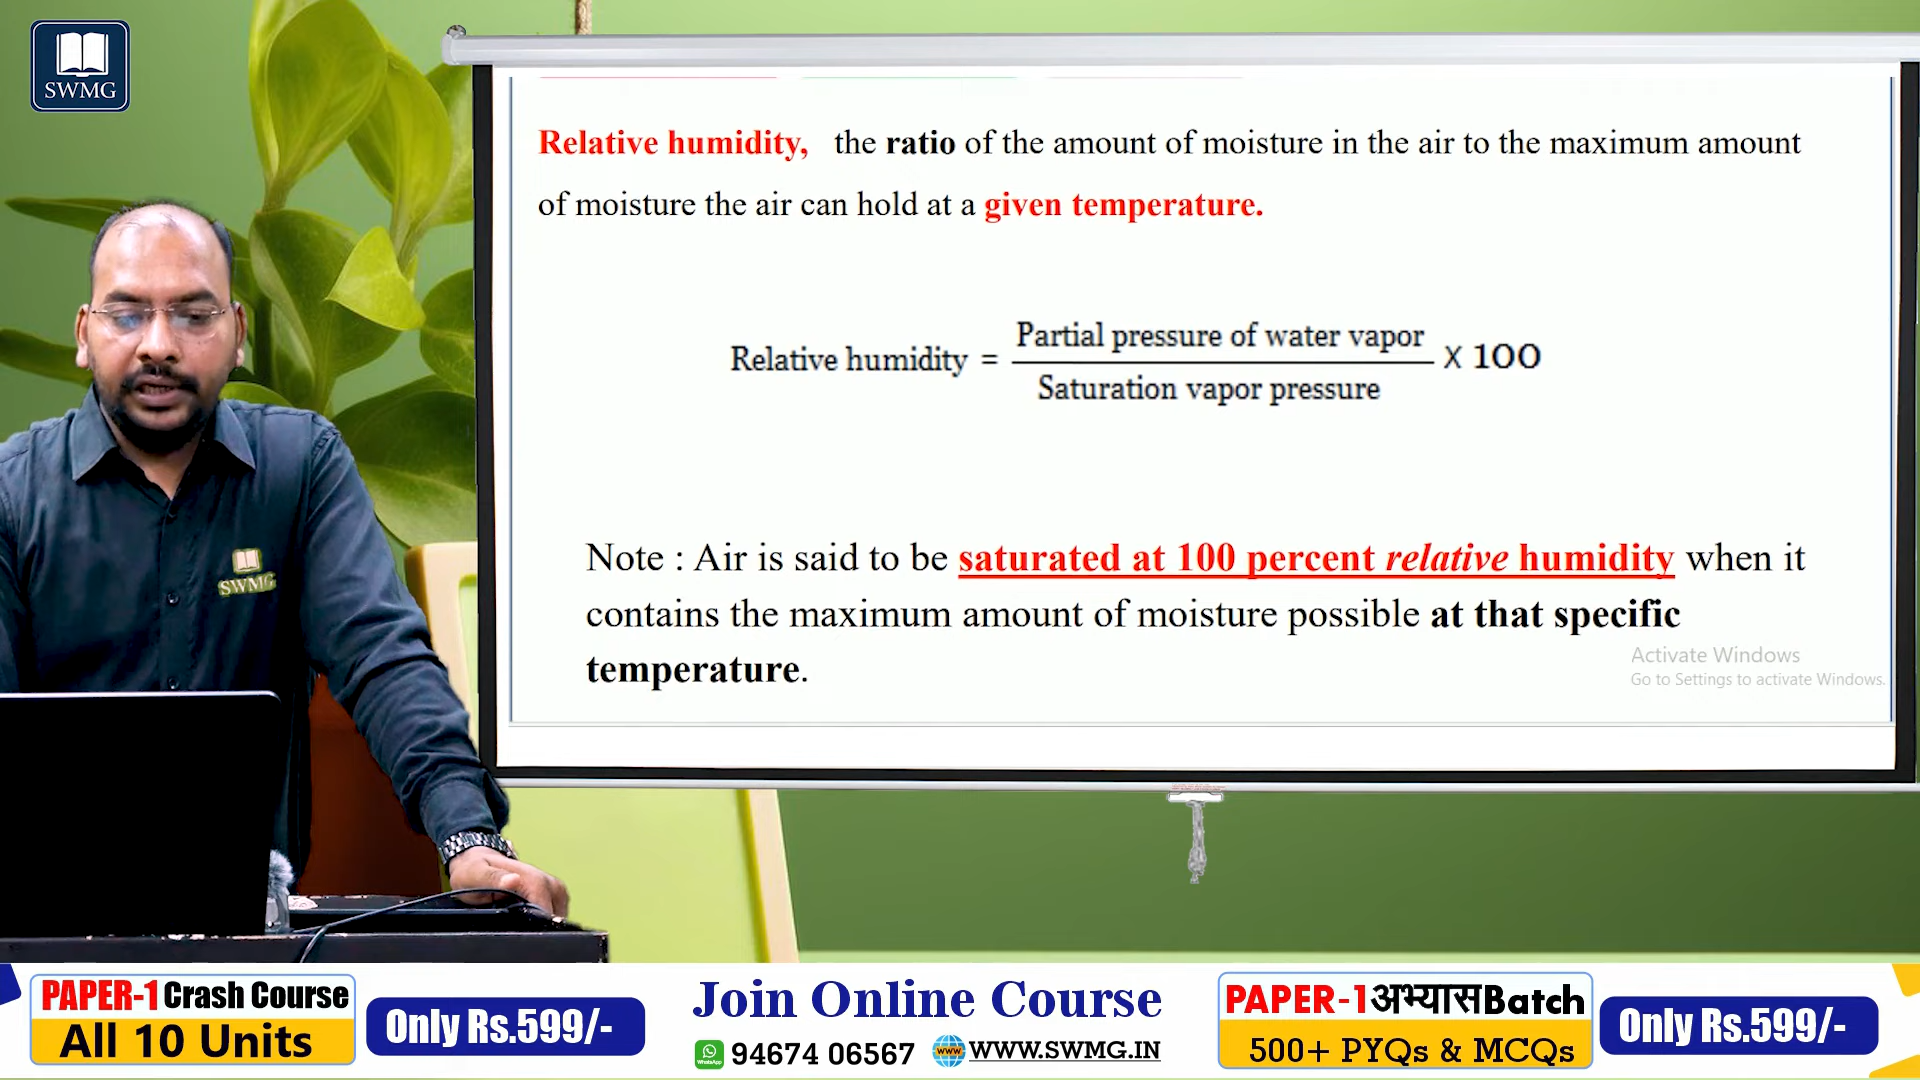 SWMG
Relative humidity, the ratio of the amount of moisture in the air to the maximum amount
of moisture the air can hold at a given temperature.
Relative humidity = Partial pressure of water vapor / Saturation vapor pressure X 100
Note : Air is said to be saturated at 100 percent relative humidity when it
contains the maximum amount of moisture possible at that specific
temperature.
Activate Windows
Go to Settings to activate Windows.
SWMG
PAPER-1 Crash Course
All 10 Units
Only Rs.599/-
Join Online Course
94674 06567 WWW.SWMG.IN
PAPER-1 अभ्यास Batch
500+ PYQs & MCQs
Only Rs.599/-